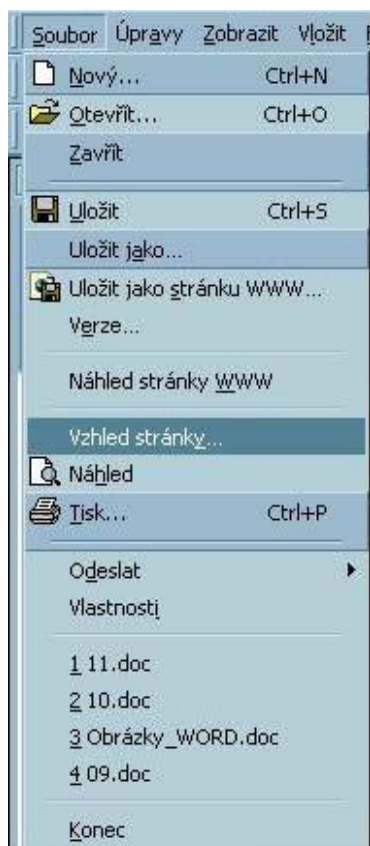 Soubor Úpravy Zobrazit Vložit
Nový... Ctrl+N
Otevřít... Ctrl+O
Zavřít
Uložit Ctrl+S
Uložit jako...
Uložit jako stránku WWW...
Verze...
Náhled stránky WWW
Vzhled stránky...
Náhled
Tisk... Ctrl+P
Odeslat
Vlastnosti
1 11.doc
2 10.doc
3 Obrázky_WORD.doc
4 09.doc
Konec